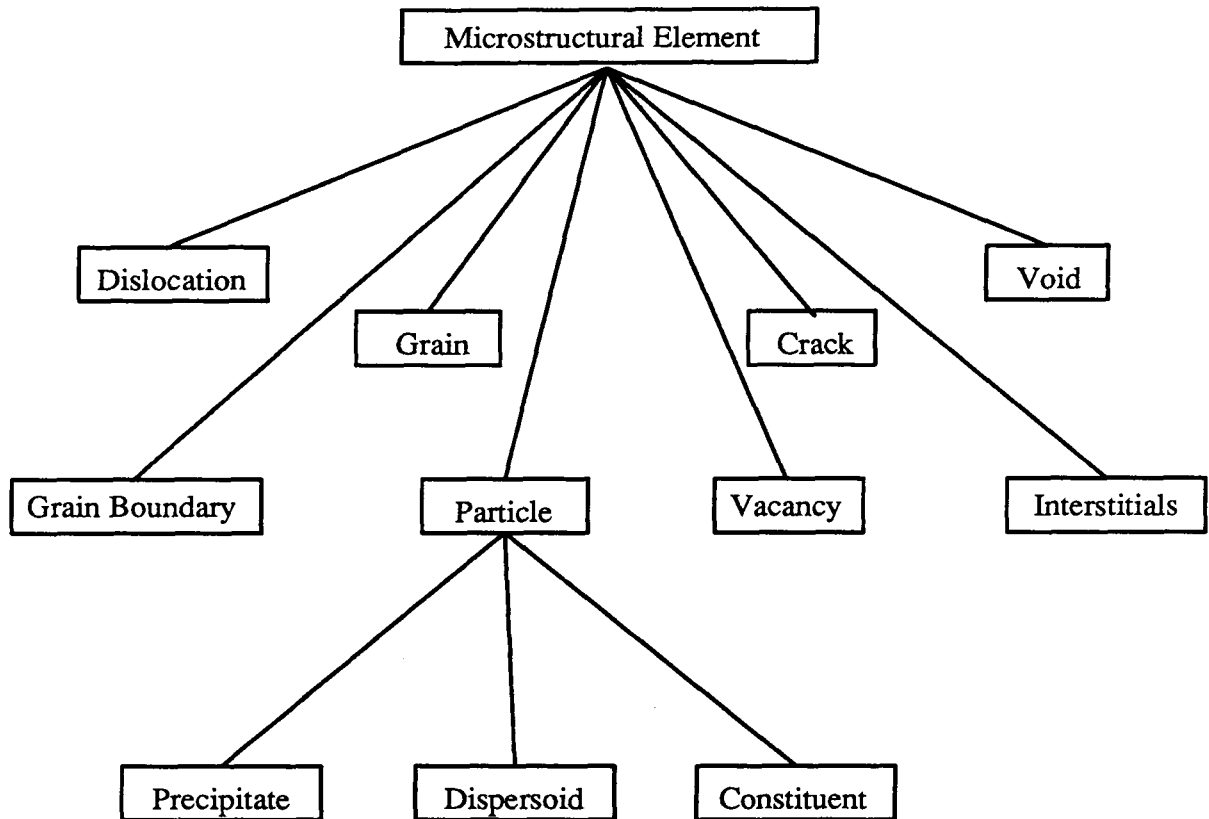 Microstructural Element
Dislocation
Void
Grain
Crack
Grain Boundary
Particle
Vacancy
Interstitials
Precipitate
Dispersoid
Constituent